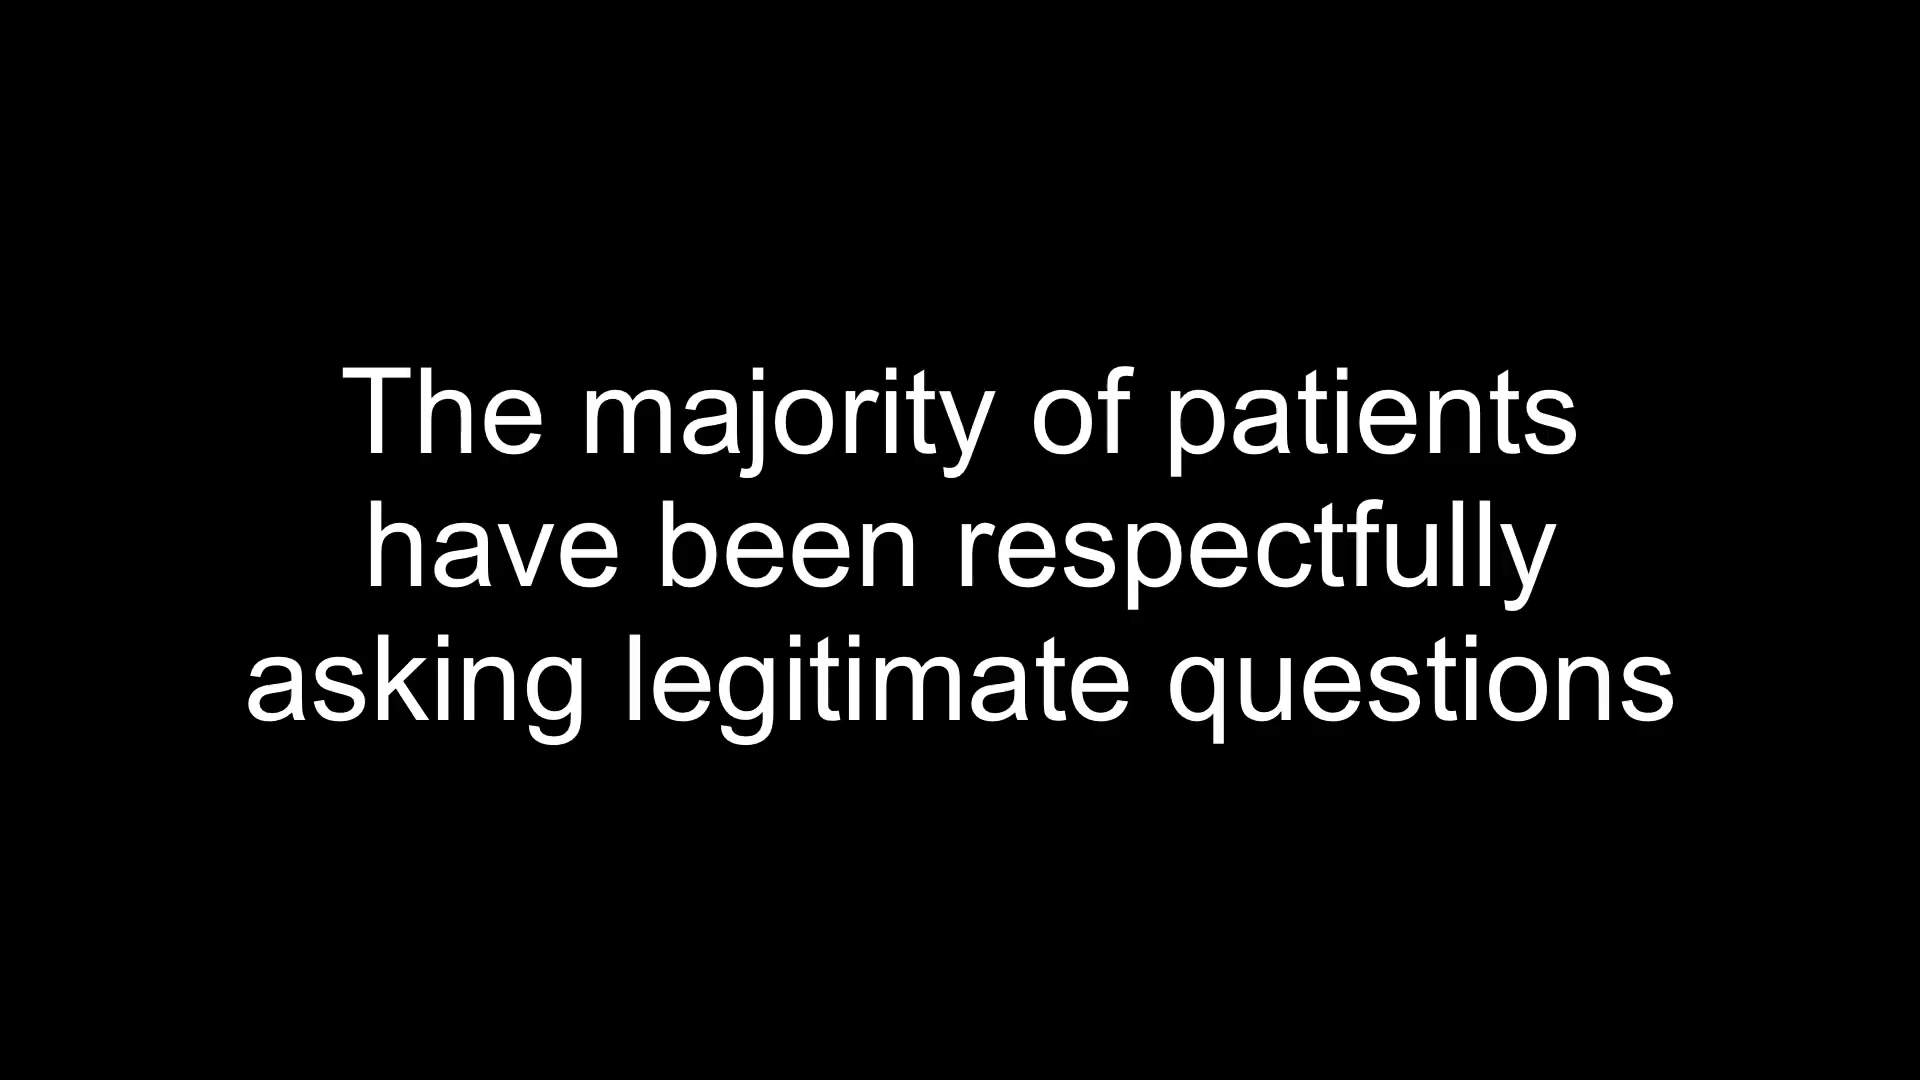 The majority of patients
have been respectfully
asking legitimate questions